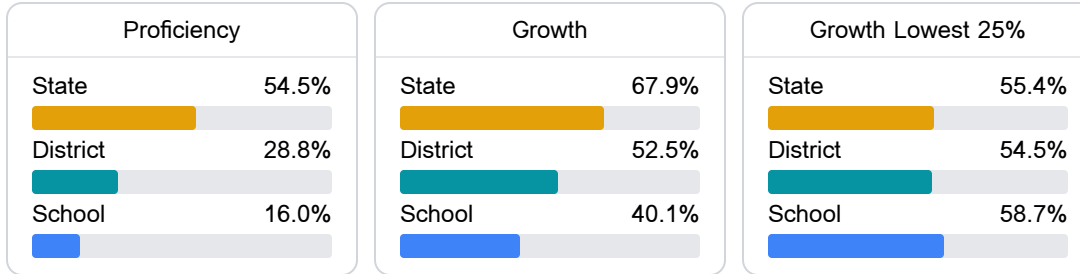 Proficiency
State 54.5%
District 28.8%
School 16.0%
Growth
State 67.9%
District 52.5%
School 40.1%
Growth Lowest 25%
State 55.4%
District 54.5%
School 58.7%